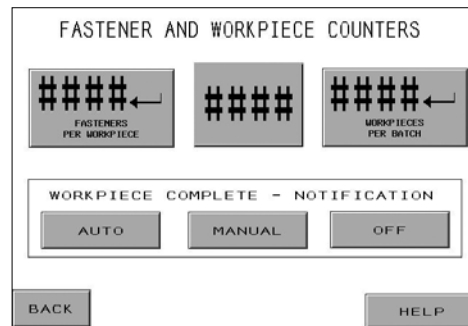 FASTENER AND WORKPIECE COUNTERS
####
FASTENERS
PER WORKPIECE
####
####
WORKPIECES
PER BATCH
WORKPIECE COMPLETE - NOTIFICATION
AUTO
MANUAL
OFF
BACK
HELP